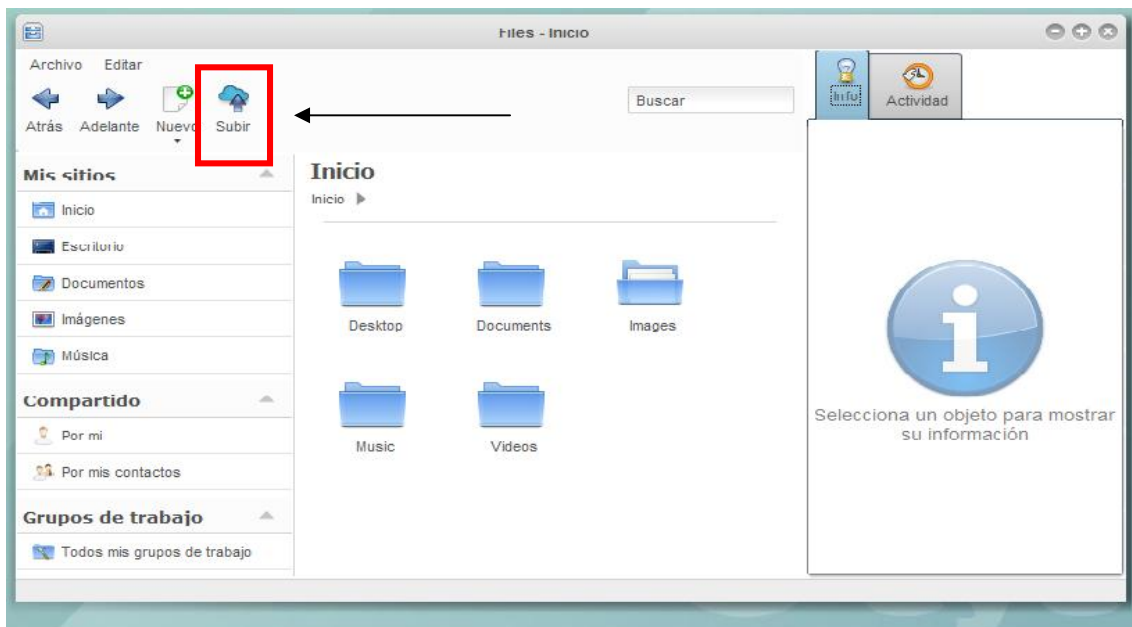 Files - Inicio
Archivo Editar
Atrás Adelante Nuevo Subir
Buscar
Info Actividad
Mis sitios
Inicio
Escritorio
Documentos
Imágenes
Música
Compartido
Por mi
Por mis contactos
Grupos de trabajo
Todos mis grupos de trabajo
Inicio
Inicio
Desktop Documents Images
Music Videos
Selecciona un objeto para mostrar
su información